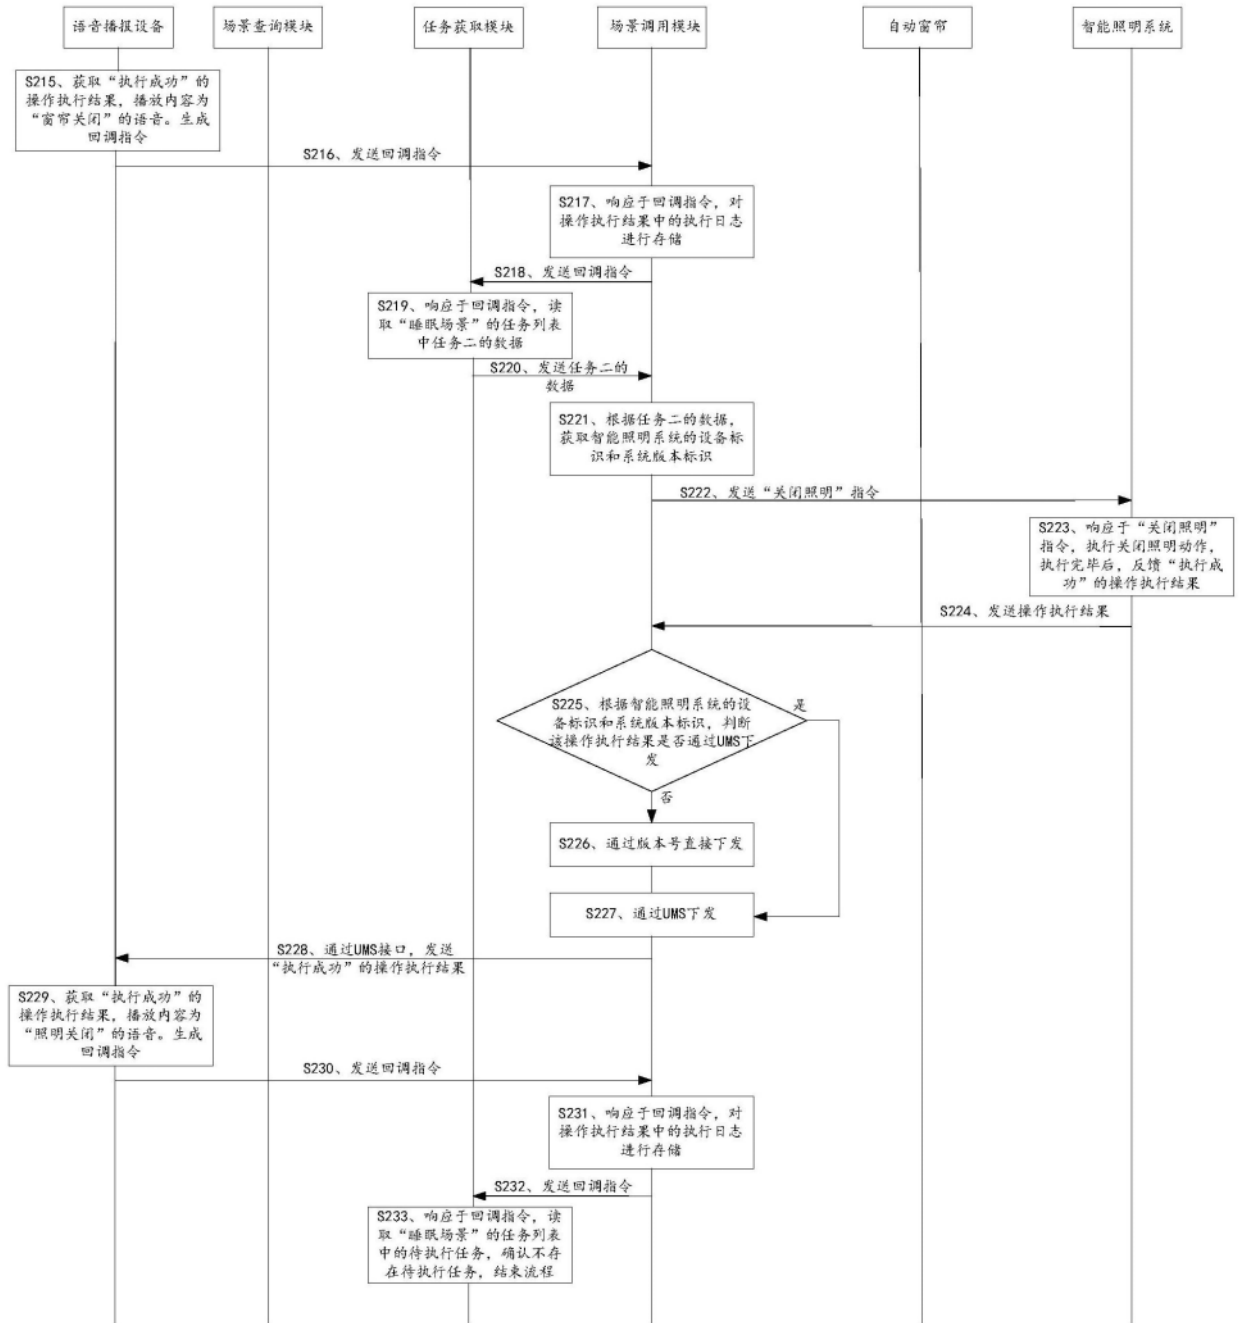 语音播报设备
场景查询模块
任务获取模块
场景调用模块
自动窗帘
智能照明系统
S215、获取“执行成功”的
操作执行结果，播放内容为
“窗帘关闭”的语音。生成
回调指令
S216、发送回调指令
S217、响应于回调指令，对
操作执行结果中的执行日志
进行存储
S218、发送回调指令
S219、响应于回调指令，读
取“睡眠场景”的任务列表
中任务二的数据
S220、发送任务二的
数据
S221、根据任务二的数据，
获取智能照明系统的设备标
识和系统版本标识
S222、发送“关闭照明”指令
S223、响应于“关闭照明”
指令，执行关闭照明动作，
执行完毕后，反馈“执行成
功”的操作执行结果
S224、发送操作执行结果
S225、根据智能照明系统的设
备标识和系统版本标识，判断
该操作执行结果是否通过UMS下
发
是
否
S226、通过版本号直接下发
S227、通过UMS下发
S228、通过UMS接口，发送
“执行成功”的操作执行结果
S229、获取“执行成功”的
操作执行结果，播放内容为
“照明关闭”的语音。生成
回调指令
S230、发送回调指令
S231、响应于回调指令，对
操作执行结果中的执行日志
进行存储
S232、发送回调指令
S233、响应于回调指令，读
取“睡眠场景”的任务列表
中的待执行任务，确认不存
在待执行任务，结束流程